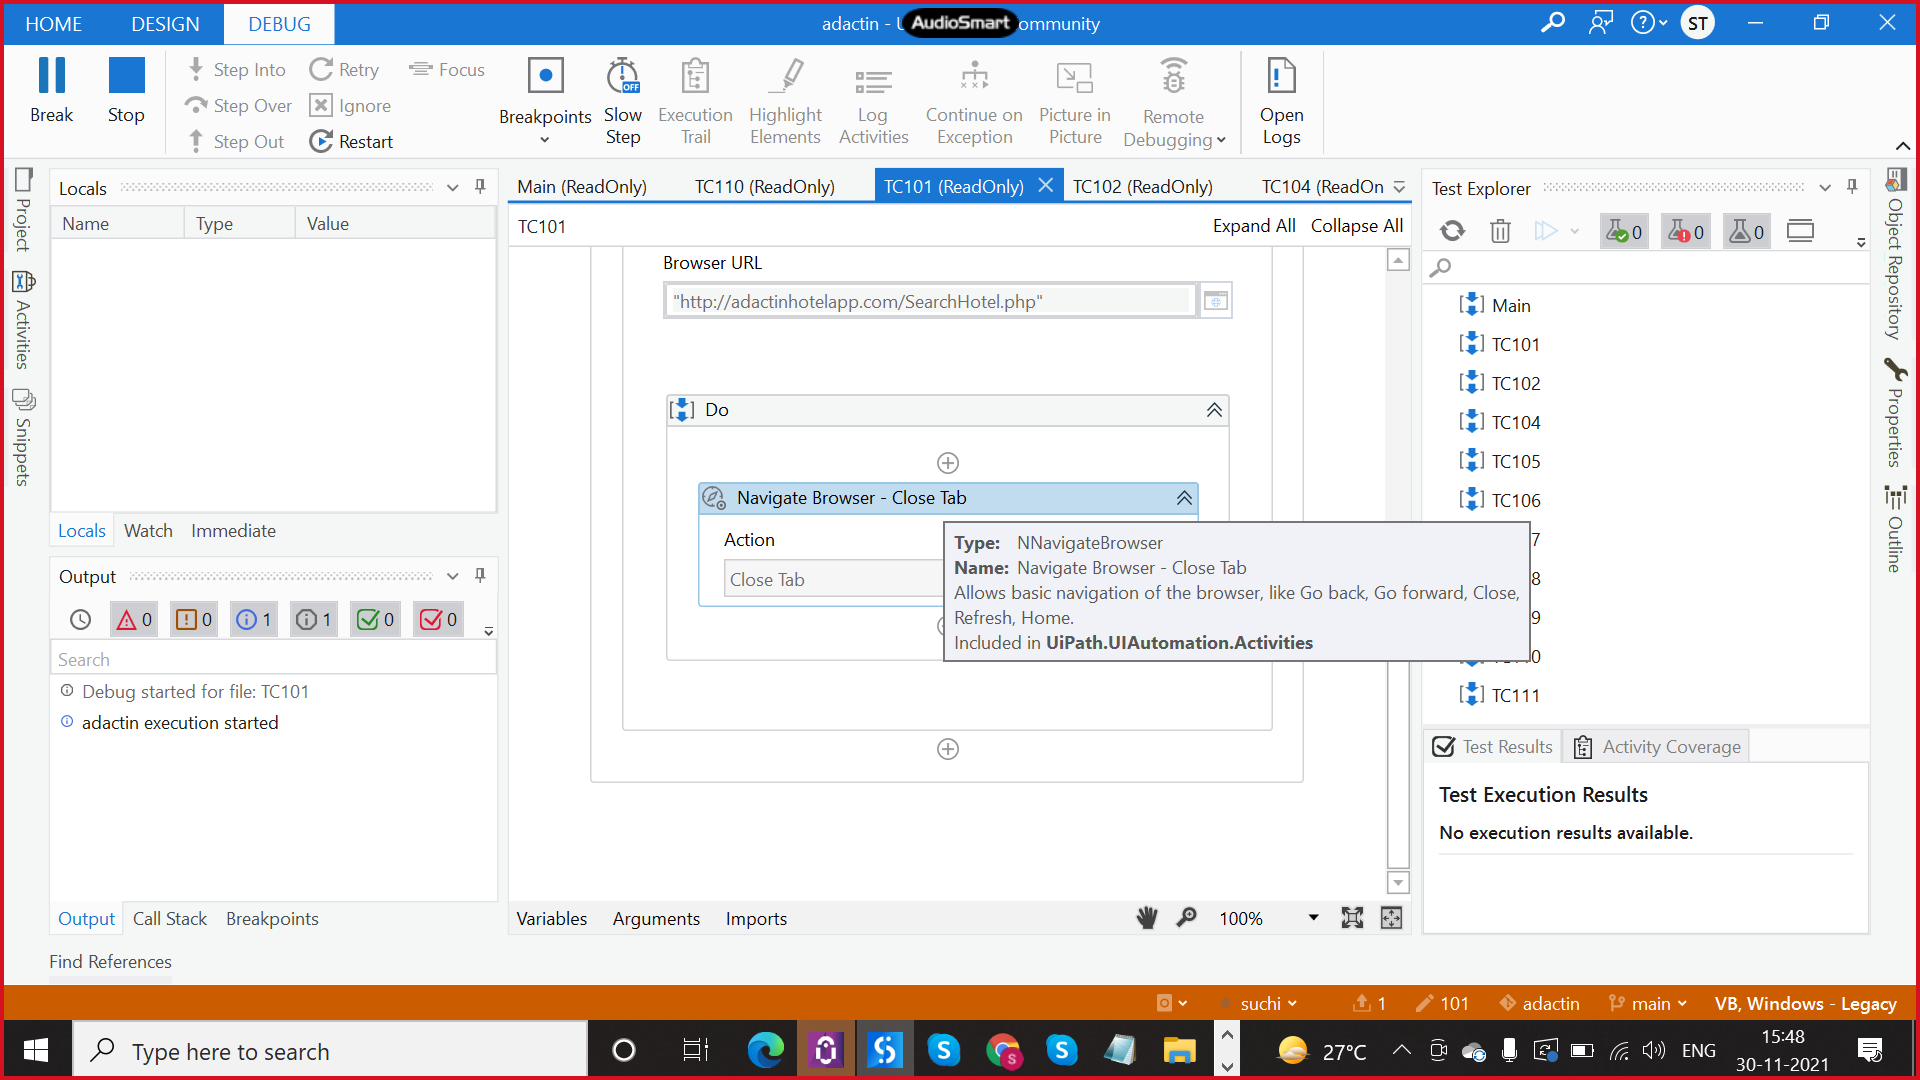 HOME DESIGN DEBUG
adactin - U AudioSmart ommunity
ST
Break Stop
Step Into Retry Focus
Step Over Ignore
Step Out Restart
Breakpoints Slow Step Execution Trail Highlight Elements Log Activities Continue on Exception Picture in Picture Remote Debugging Open Logs
OFF
Project
Activities
Snippets
Locals
Name Type Value
Locals Watch Immediate
Output
0 0 1 1 0 0
Search
Debug started for file: TC101
adactin execution started
Output Call Stack Breakpoints
Find References
Main (ReadOnly) TC110 (ReadOnly) TC101 (ReadOnly) TC102 (ReadOnly) TC104 (ReadOn
TC101 Expand All Collapse All
Browser URL
"http://adactinhotelapp.com/SearchHotel.php"
Do
Navigate Browser - Close Tab
Action
Close Tab
Type: NNavigateBrowser
Name: Navigate Browser - Close Tab
Allows basic navigation of the browser, like Go back, Go forward, Close,
Refresh, Home.
Included in UiPath.UIAutomation.Activities
Variables Arguments Imports 100%
Test Explorer
0 0 0
Main
TC101
TC102
TC104
TC105
TC106
7
8
9
0
TC111
Test Results Activity Coverage
Test Execution Results
No execution results available.
Object Repository
Properties
Outline
suchi 1 101 adactin main VB, Windows - Legacy
Type here to search
27°C ENG 15:48
30-11-2021